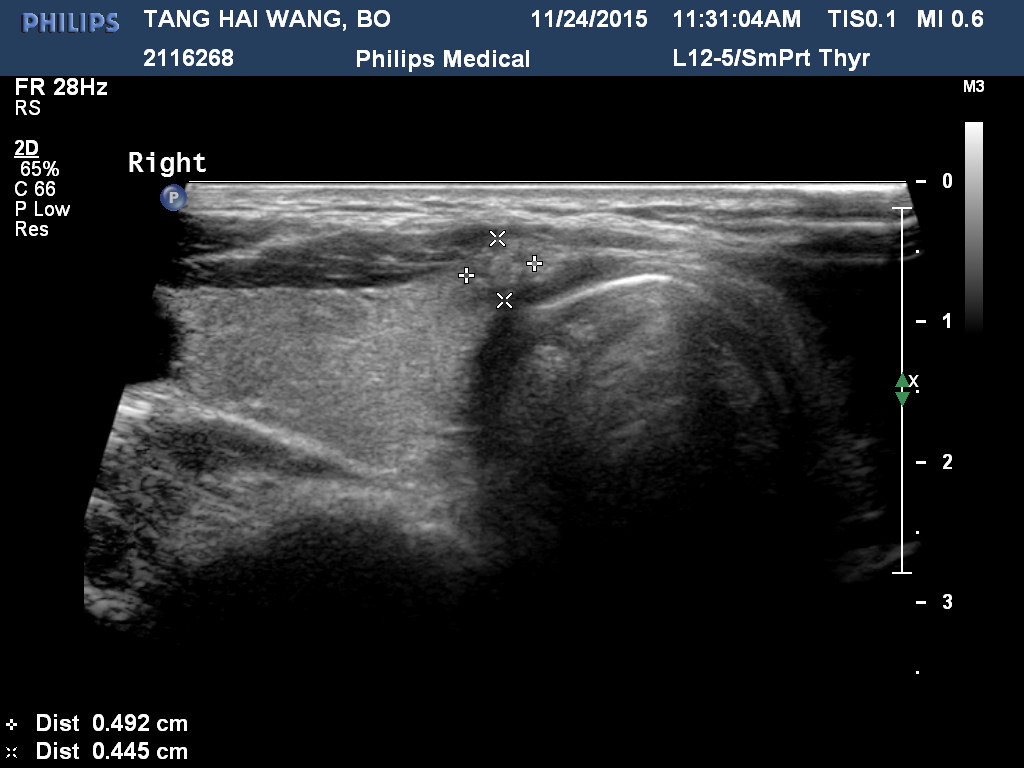 PHILIPS TANG HAI WANG, BO 11/24/2015 11:31:04AM TIS0.1 MI 0.6
2116268 Philips Medical L12-5/SmPrt Thyr
FR 28Hz
RS
M3
2D
65%
C 66
P Low
Res
Right
P
0
1
X
2
3
Dist 0.492 cm
Dist 0.445 cm